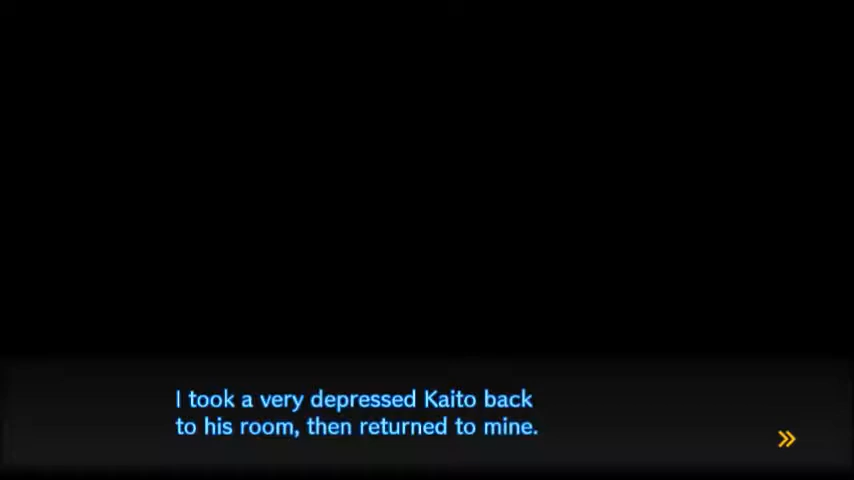 I took a very depressed Kaito back
to his room, then returned to mine.